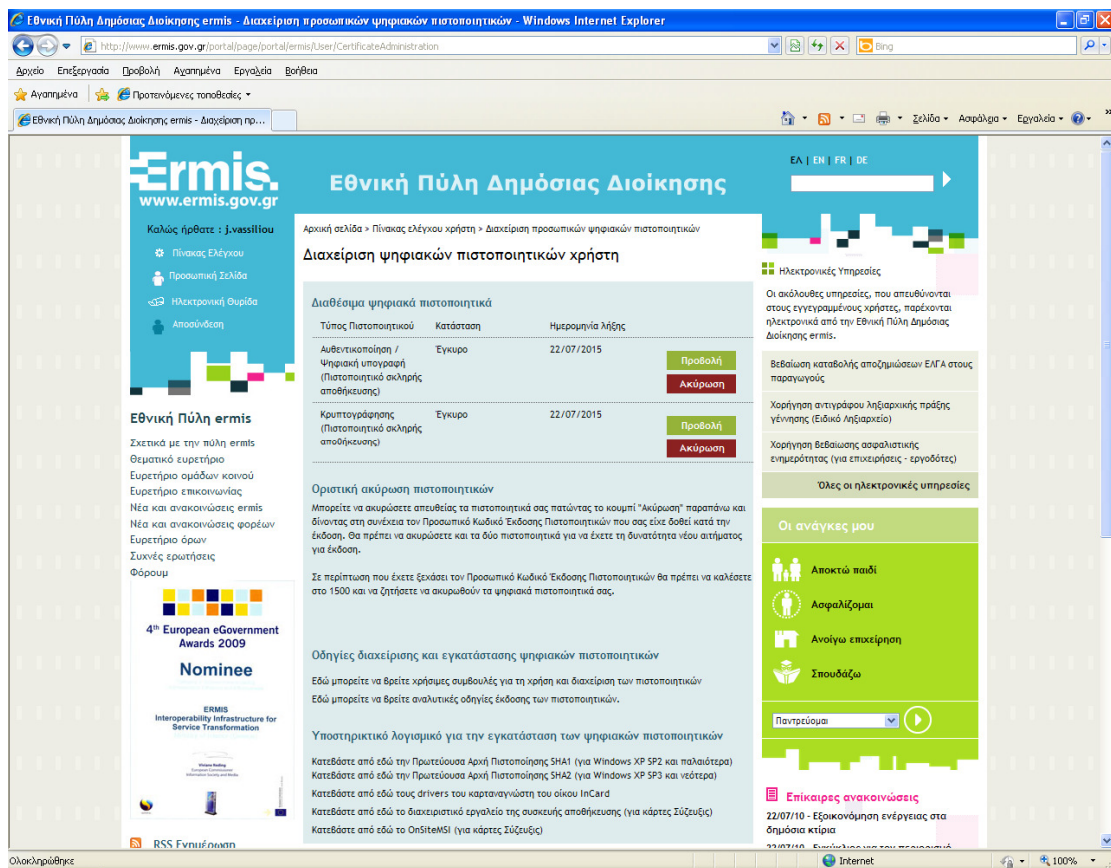 Εθνική Πύλη Δημόσιας Διοίκησης ermis - Διαχείριση προσωπικών ψηφιακών πιστοποιητικών - Windows Internet Explorer
http://www.ermis.gov.gr/portal/page/portal/ermis/User/CertificateAdministration
Bing
Αρχείο Επεξεργασία Προβολή Αγαπημένα Εργαλεία Βοήθεια
Αγαπημένα Προτεινόμενες τοποθεσίες
Εθνική Πύλη Δημόσιας Διοίκησης ermis - Διαχείριση πρ...
Σελίδα Ασφάλεια Εργαλεία
Ermis.
www.ermis.gov.gr
Εθνική Πύλη Δημόσιας Διοίκησης
ΕΛ | EN | FR | DE
Καλώς ήρθατε : j.vassiliou
Πίνακας Ελέγχου
Προσωπική Σελίδα
Ηλεκτρονική Θυρίδα
Αποσύνδεση
Εθνική Πύλη ermis
Σχετικά με την πύλη ermis
Θεματικό ευρετήριο
Ευρετήριο ομάδων κοινού
Ευρετήριο επικοινωνίας
Νέα και ανακοινώσεις ermis
Νέα και ανακοινώσεις φορέων
Ευρετήριο όρων
Συχνές ερωτήσεις
Φόρουμ
4th European eGovernment
Awards 2009
Nominee
ERMIS
Interoperability Infrastructure for
Service Transformation
Viviane Reding
European Commissioner
Information Society and Media
RSS Ενημέρωση
Αρχική σελίδα > Πίνακας ελέγχου χρήστη > Διαχείριση προσωπικών ψηφιακών πιστοποιητικών
Διαχείριση ψηφιακών πιστοποιητικών χρήστη
Διαθέσιμα ψηφιακά πιστοποιητικά
Τύπος Πιστοποιητικού Κατάσταση Ημερομηνία λήξης
Αυθεντικοποίηση / Έγκυρο 22/07/2015
Ψηφιακή υπογραφή
(Πιστοποιητικό σκληρής
αποθήκευσης)
Προβολή
Ακύρωση
Κρυπτογράφησης Έγκυρο 22/07/2015
(Πιστοποιητικό σκληρής
αποθήκευσης)
Προβολή
Ακύρωση
Οριστική ακύρωση πιστοποιητικών
Μπορείτε να ακυρώσετε απευθείας τα πιστοποιητικά σας πατώντας το κουμπί "Ακύρωση" παραπάνω και
δίνοντας στη συνέχεια τον Προσωπικό Κωδικό Έκδοσης Πιστοποιητικών που σας είχε δοθεί κατά την
έκδοση. Θα πρέπει να ακυρώσετε και τα δύο πιστοποιητικά για να έχετε τη δυνατότητα νέου αιτήματος
για έκδοση.
Σε περίπτωση που έχετε ξεχάσει τον Προσωπικό Κωδικό Έκδοσης Πιστοποιητικών θα πρέπει να καλέσετε
στο 1500 και να ζητήσετε να ακυρωθούν τα ψηφιακά πιστοποιητικά σας.
Οδηγίες διαχείρισης και εγκατάστασης ψηφιακών πιστοποιητικών
Εδώ μπορείτε να βρείτε χρήσιμες συμβουλές για τη χρήση και διαχείριση των πιστοποιητικών
Εδώ μπορείτε να βρείτε αναλυτικές οδηγίες έκδοσης των πιστοποιητικών.
Υποστηρικτικό λογισμικό για την εγκατάσταση των ψηφιακών πιστοποιητικών
Κατεβάστε από εδώ την Πρωτεύουσα Αρχή Πιστοποίησης SHA1 (για Windows XP SP2 και παλαιότερα)
Κατεβάστε από εδώ την Πρωτεύουσα Αρχή Πιστοποίησης SHA2 (για Windows XP SP3 και νεότερα)
Κατεβάστε από εδώ τους drivers του καρταναγνώστη του οίκου InCard
Κατεβάστε από εδώ το διαχειριστικό εργαλείο της συσκευής αποθήκευσης (για κάρτες Σύζευξις)
Κατεβάστε από εδώ το OnSiteMSI (για κάρτες Σύζευξις)
Ηλεκτρονικές Υπηρεσίες
Οι ακόλουθες υπηρεσίες, που απευθύνονται
στους εγγεγραμμένους χρήστες, παρέχονται
ηλεκτρονικά από την Εθνική Πύλη Δημόσιας
Διοίκησης ermis.
Βεβαίωση καταβολής αποζημιώσεων ΕΛΓΑ στους
παραγωγούς
Χορήγηση αντιγράφου ληξιαρχικής πράξης
γέννησης (Ειδικό Ληξιαρχείο)
Χορήγηση βεβαίωσης ασφαλιστικής
ενημερότητας (για επιχειρήσεις - εργοδότες)
Όλες οι ηλεκτρονικές υπηρεσίες
Οι ανάγκες μου
Αποκτώ παιδί
Ασφαλίζομαι
Ανοίγω επιχείρηση
Σπουδάζω
Παντρεύομαι
Επίκαιρες ανακοινώσεις
22/07/10 - Εξοικονόμηση ενέργειας στα
δημόσια κτίρια
22/07/10 - Εγκύκλιος για τον περιορισμό
Ολοκληρώθηκε
Internet
100%